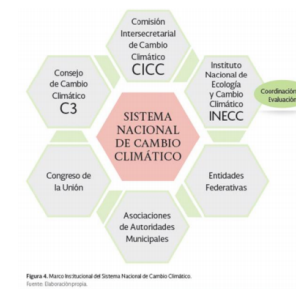 Comisión
Intersecretarial
de Cambio
Climático
CICC
Consejo
de Cambio
Climático
C3
Instituto
Nacional de
Ecología
y Cambio
Climático
INECC
Coordinación
Evaluación
SISTEMA
NACIONAL
DE CAMBIO
CLIMÁTICO
Congreso de
la Unión
Entidades
Federativas
Asociaciones
de Autoridades
Municipales
Figura 4. Marco Institucional del Sistema Nacional de Cambio Climático.
Fuente: Elaboración propia.